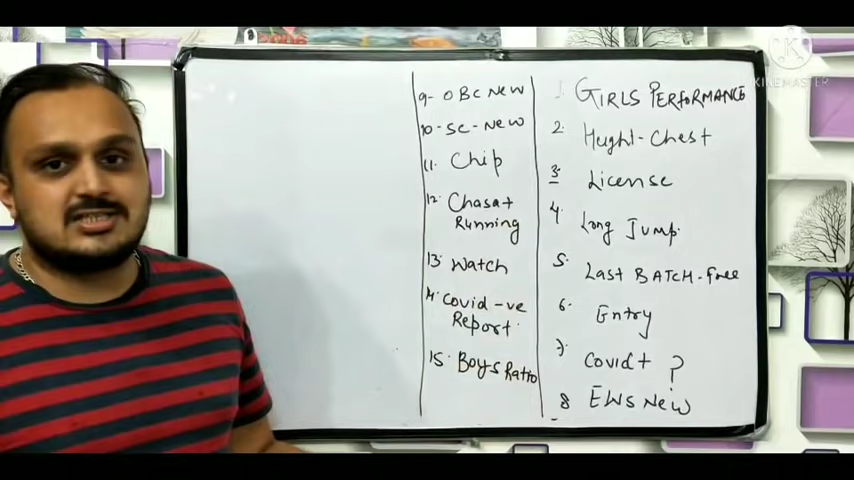 1 GIRLS PERFORMANCE
2. Hught-Chest
3. License
4. Long Jump.
5. Last BATCH-free
6. Entry
7. Covid+ ?
8 EWS New
9- OBC New
10-SC-New
11. Chip
12. Chasat
Running
13. Watch
14. Covid -ve
Report.
15. Boys Ratio
KINEMASTER